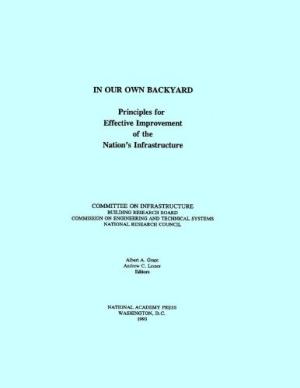 IN OUR OWN BACKYARD
Principles for
Effective Improvement
of the
Nation's Infrastructure
COMMITTEE ON INFRASTRUCTURE
BUILDING RESEARCH BOARD
COMMISSION ON ENGINEERING AND TECHNICAL SYSTEMS
NATIONAL RESEARCH COUNCIL
Albert A. Grant
Andrew C. Lemer
Editors
NATIONAL ACADEMY PRESS
WASHINGTON, D.C.
1993